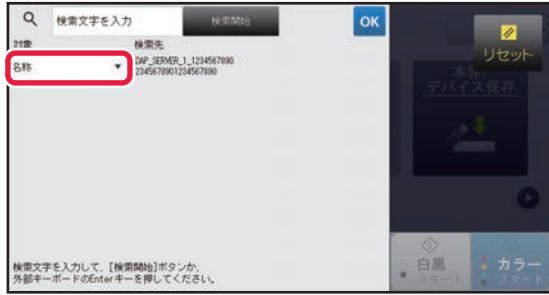 検索文字を入力
検索開始
OK
リセット
対象
検索先
名称
DAP_SERVER_1_1234567890
2345678901234567890
本体/
デバイス保存
検索文字を入力して、[検索開始]ボタンか、
外部キーボードのEnterキーを押してください。
白黒
スタート
カラー
スタート